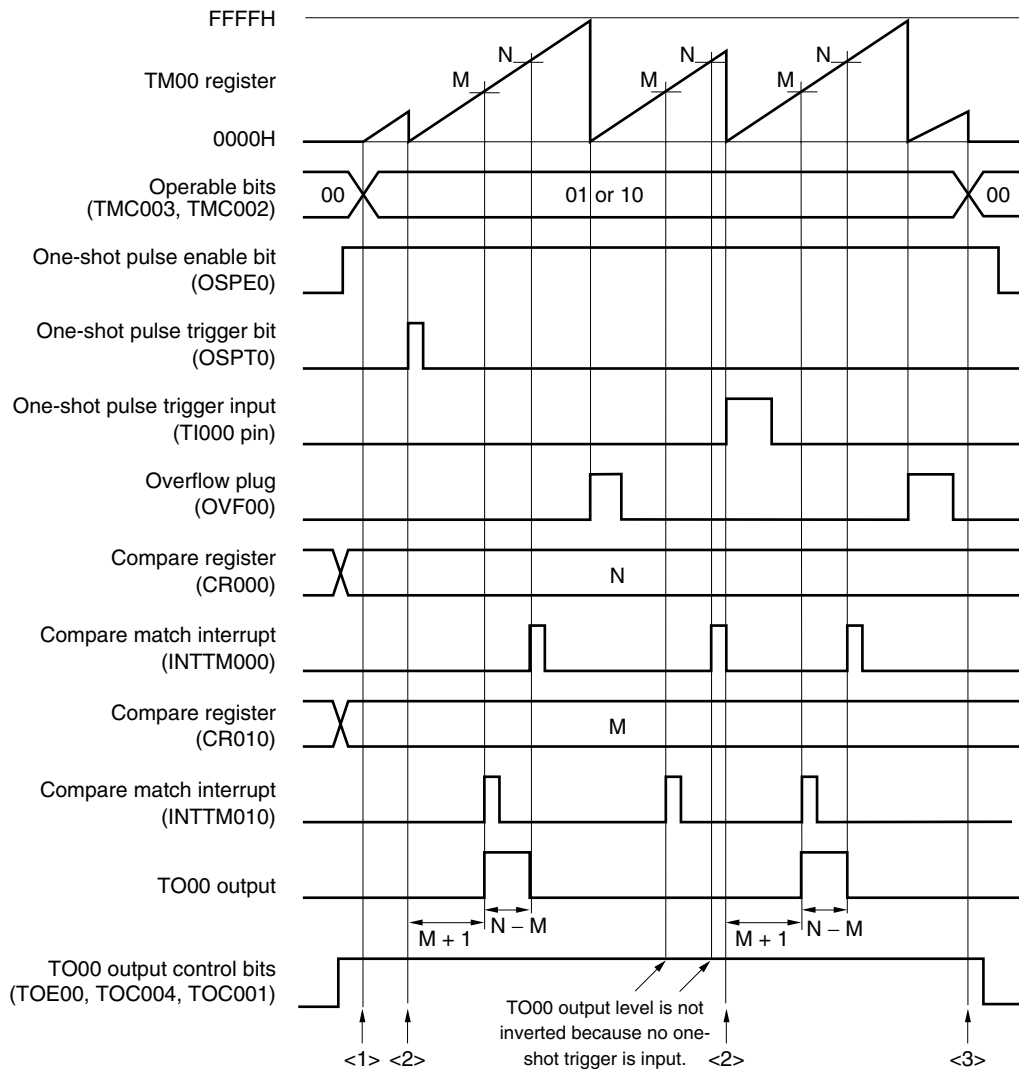 FFFFH
TM00 register
0000H
M
N
M
N
M
N
Operable bits
(TMC003, TMC002)
00
01 or 10
00
One-shot pulse enable bit
(OSPE0)
One-shot pulse trigger bit
(OSPT0)
One-shot pulse trigger input
(TI000 pin)
Overflow plug
(OVF00)
Compare register
(CR000)
N
Compare match interrupt
(INTTM000)
Compare register
(CR010)
M
Compare match interrupt
(INTTM010)
TO00 output
M + 1
N − M
M + 1
N − M
TO00 output control bits
(TOE00, TOC004, TOC001)
TO00 output level is not
inverted because no one-
shot trigger is input.
<1> <2> <2> <3>